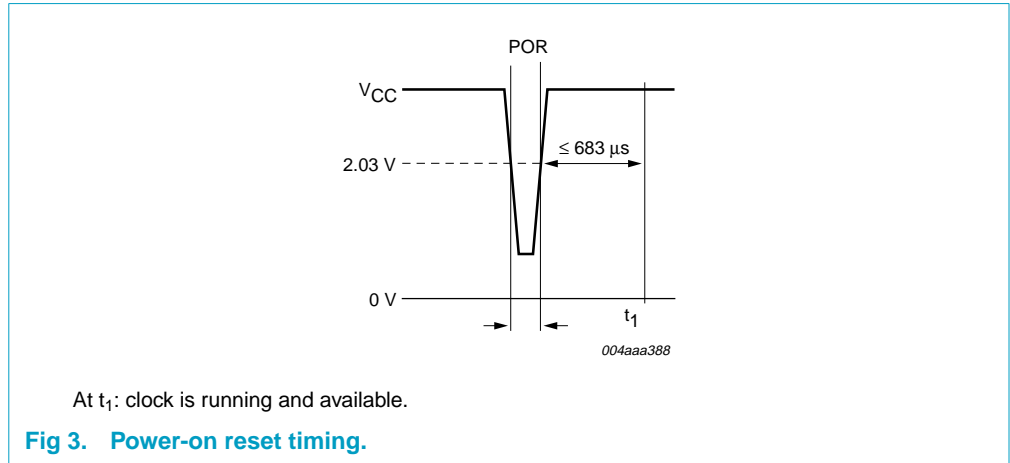 POR
VCC
≤ 683 μs
2.03 V
0 V
t1
004aaa388
At t1: clock is running and available.
Fig 3. Power-on reset timing.